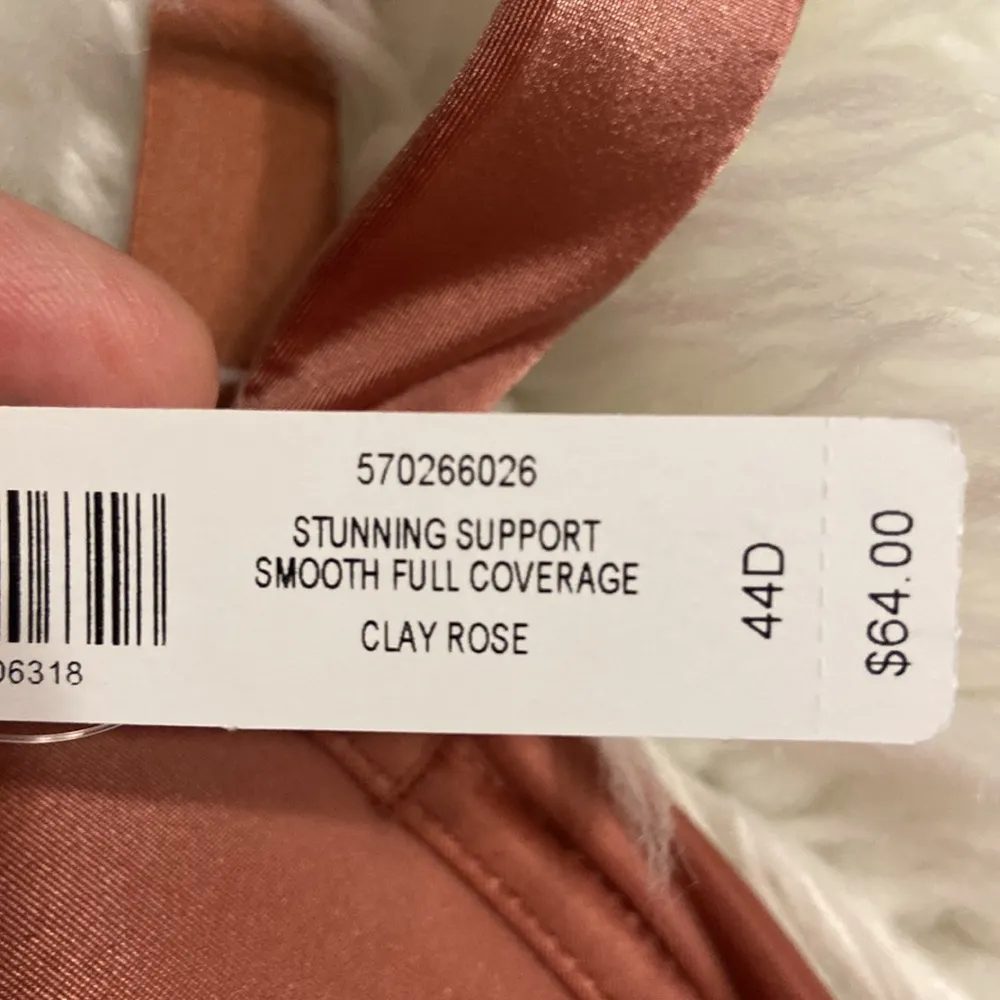 570266026
STUNNING SUPPORT
SMOOTH FULL COVERAGE
CLAY ROSE
06318
44D
$64.00